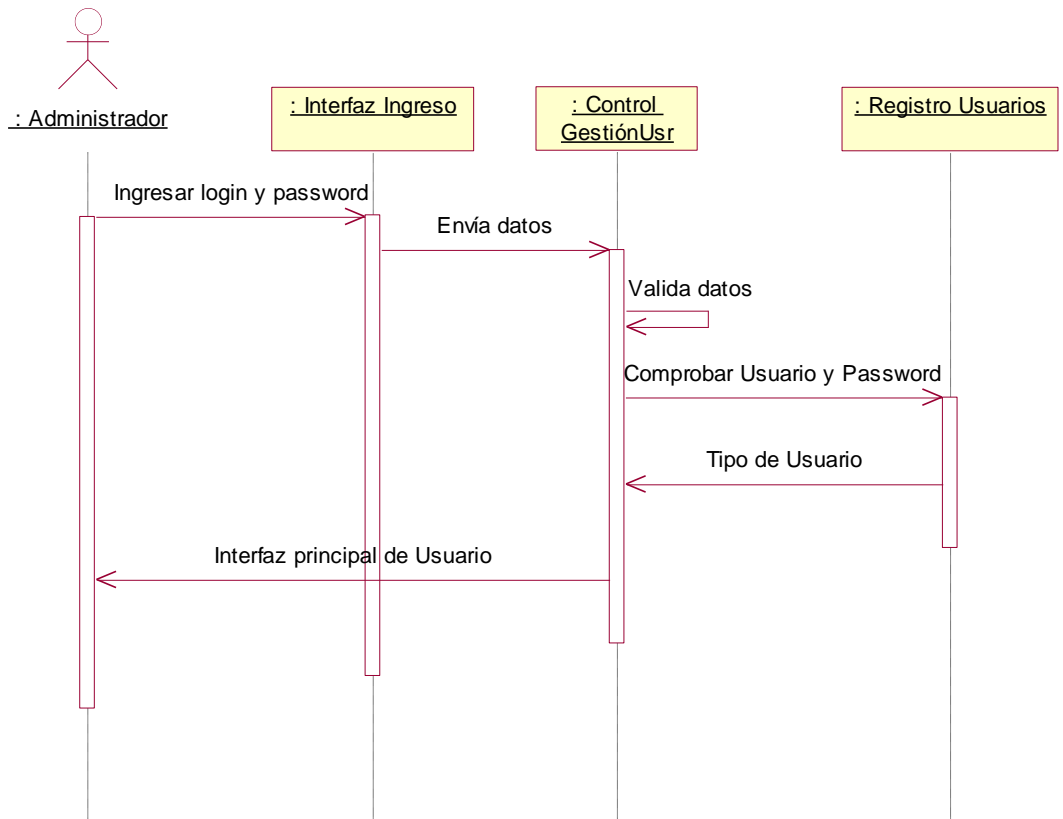 : Administrador
: Interfaz Ingreso
: Control
GestiónUsr
: Registro Usuarios
Ingresar login y password
Envía datos
Valida datos
Comprobar Usuario y Password
Tipo de Usuario
Interfaz principal de Usuario